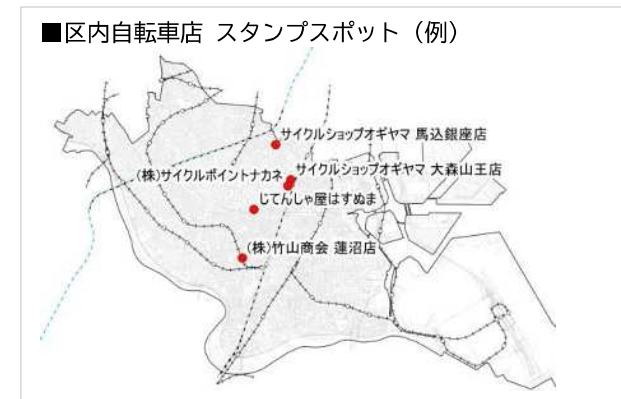 ■区内自転車店 スタンプスポット（例）
サイクルショップオギヤマ 馬込銀座店
サイクルショップオギヤマ 大森山王店
(株)サイクルポイントナカネ
じてんしゃ屋はすぬま
(株)竹山商会 蓮沼店